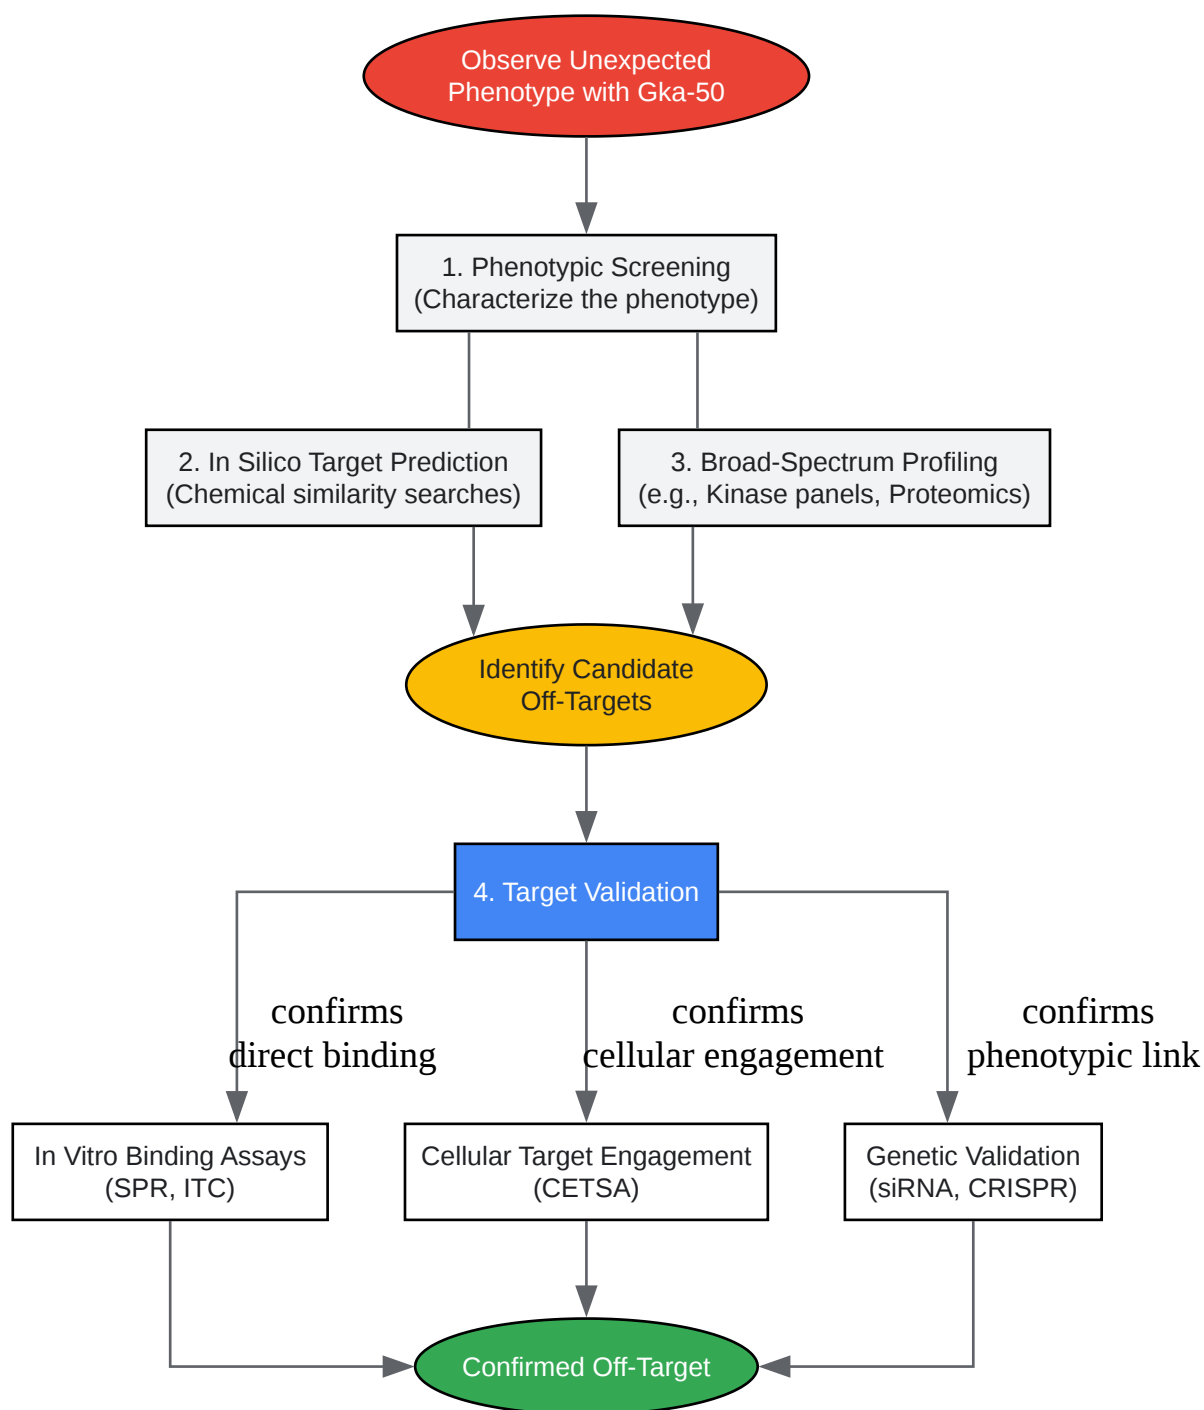 Observe Unexpected
Phenotype with Gka-50
1. Phenotypic Screening
(Characterize the phenotype)
2. In Silico Target Prediction
(Chemical similarity searches)
3. Broad-Spectrum Profiling
(e.g., Kinase panels, Proteomics)
Identify Candidate
Off-Targets
4. Target Validation
confirms
direct binding
confirms
cellular engagement
confirms
phenotypic link
In Vitro Binding Assays
(SPR, ITC)
Cellular Target Engagement
(CETSA)
Genetic Validation
(siRNA, CRISPR)
Confirmed Off-Target